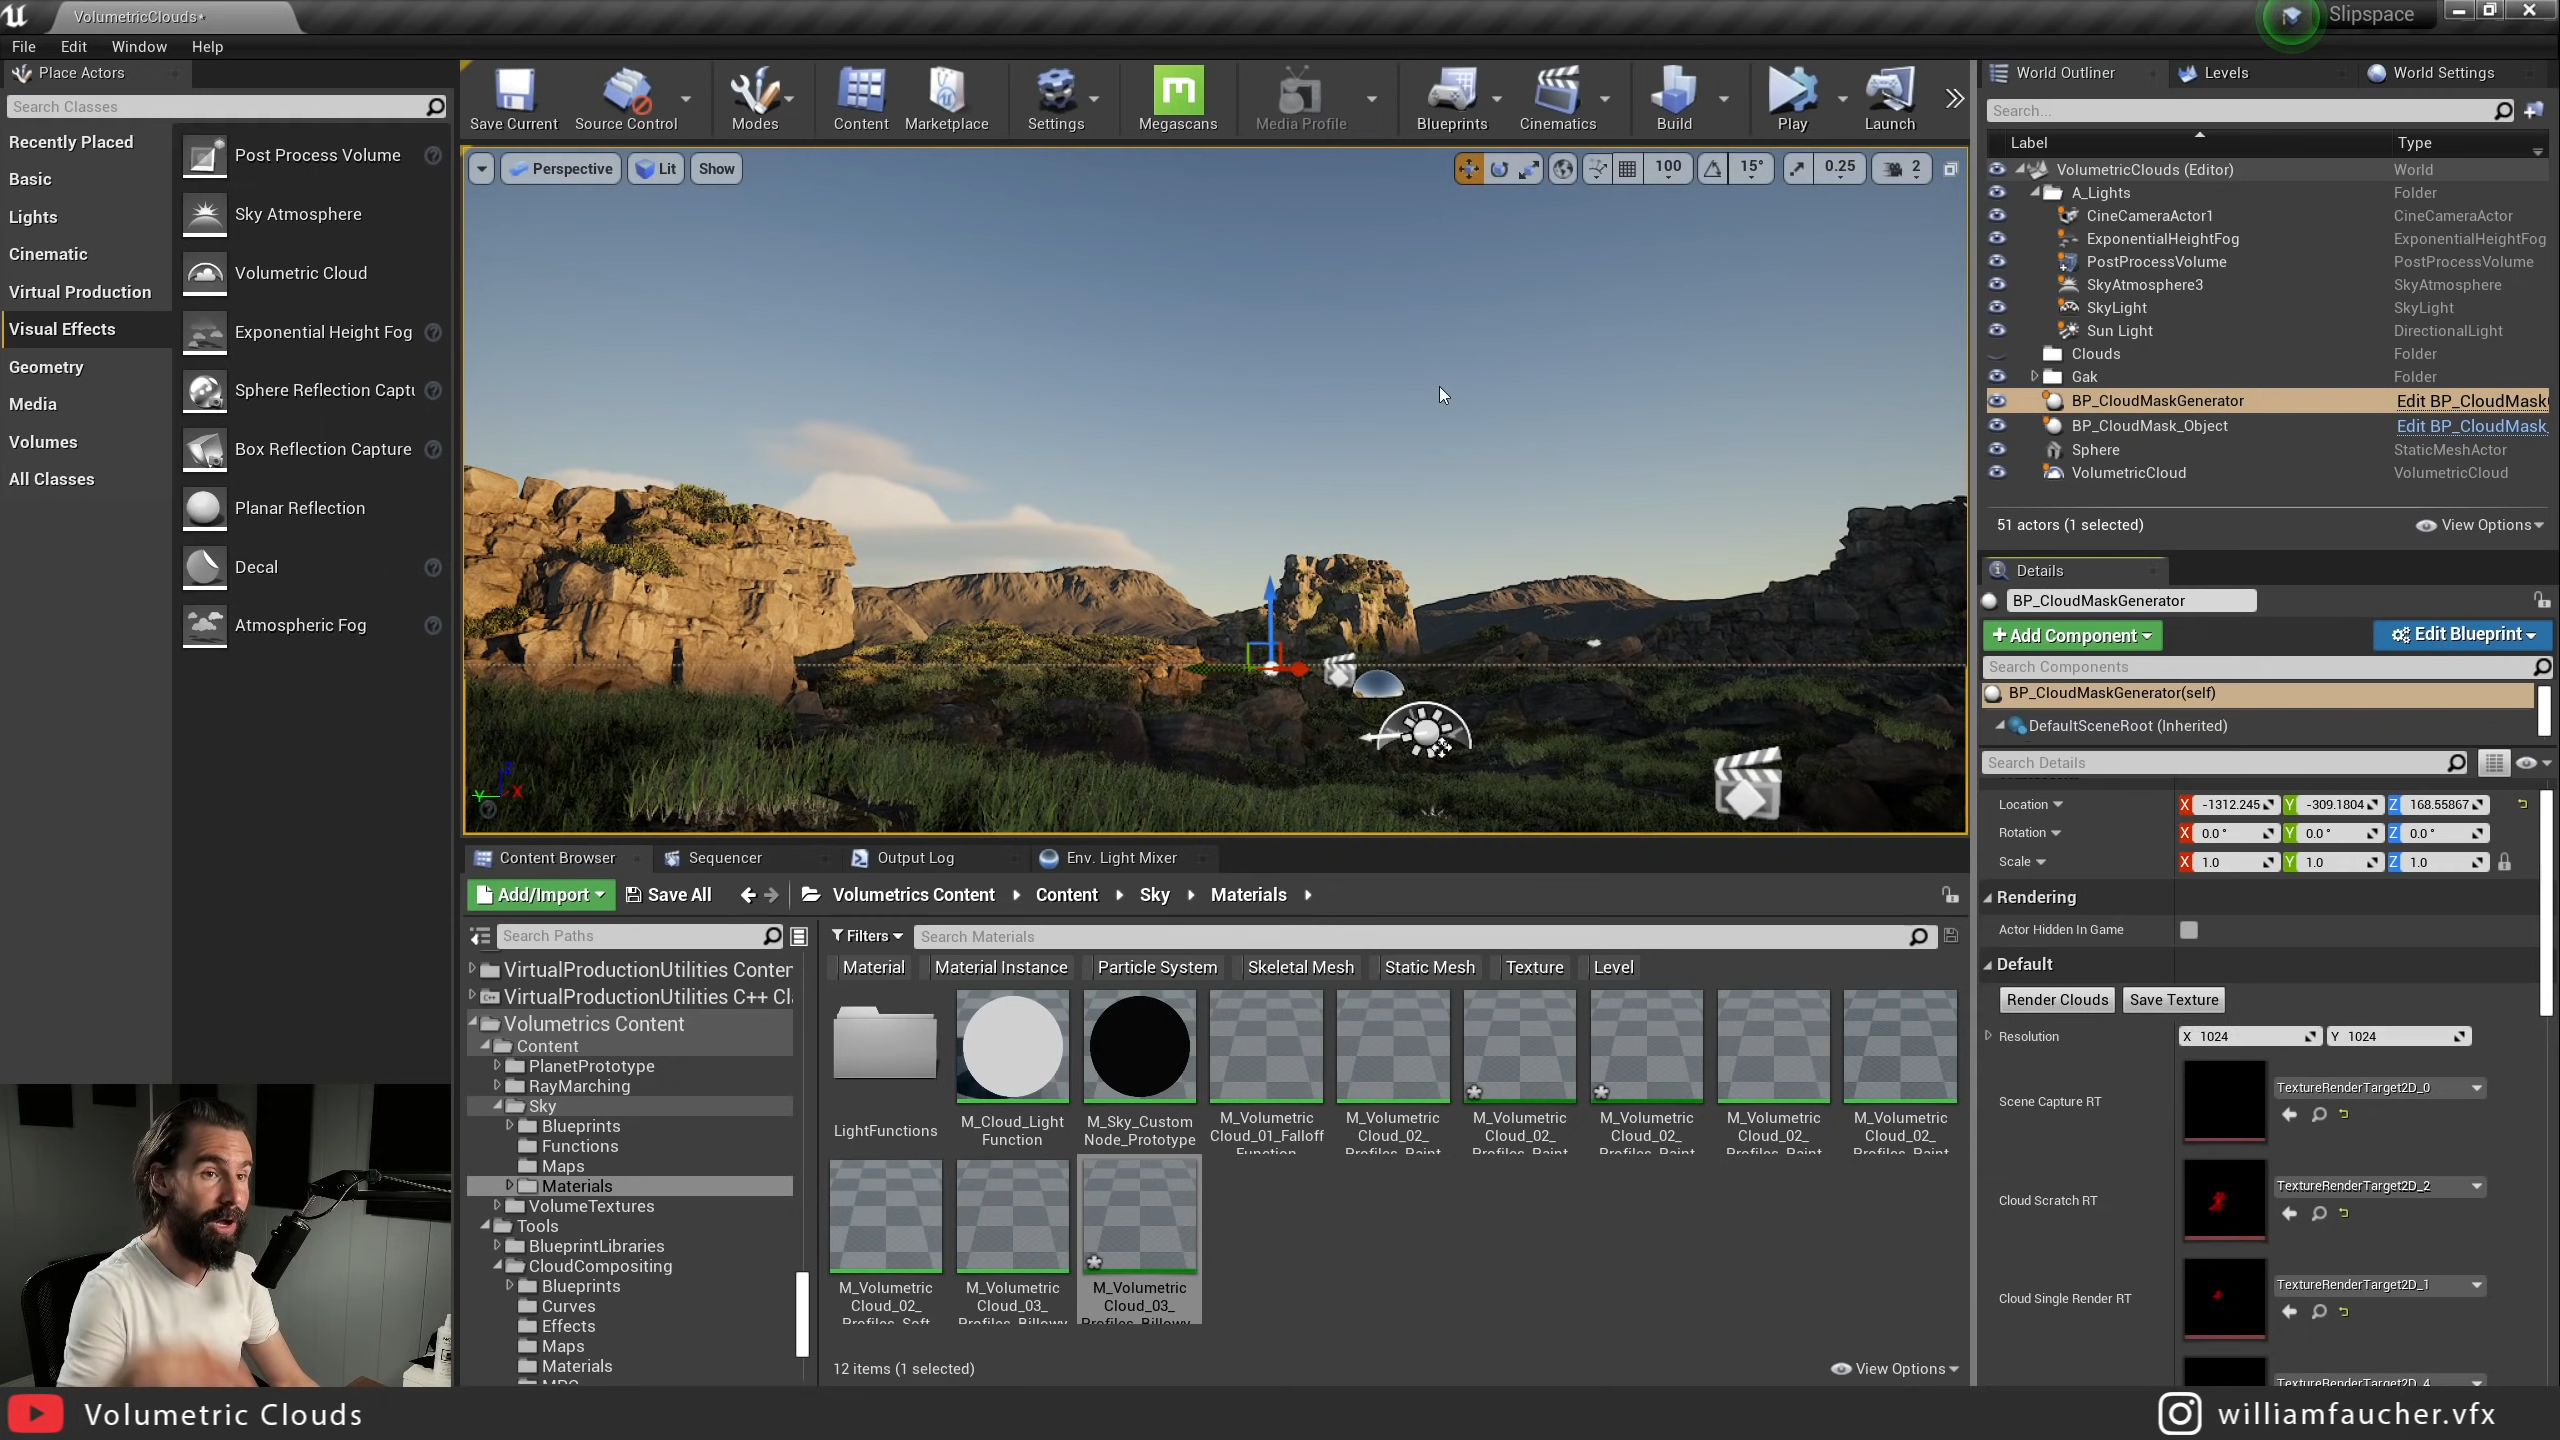 VolumetricClouds*
Slipspace
File Edit Window Help
Place Actors
Search Classes
Recently Placed
Basic
Lights
Cinematic
Virtual Production
Visual Effects
Geometry
Media
Volumes
All Classes
Post Process Volume
Sky Atmosphere
Volumetric Cloud
Exponential Height Fog
Sphere Reflection Captu
Box Reflection Capture
Planar Reflection
Decal
Atmospheric Fog
Save Current Source Control Modes Content Marketplace Settings Megascans Media Profile Blueprints Cinematics Build Play Launch
Perspective Lit Show
100 15° 0.25 2
Z
Y X
World Outliner Levels World Settings
Search...
Label Type
VolumetricClouds (Editor) World
A_Lights Folder
CineCameraActor1 CineCameraActor
ExponentialHeightFog ExponentialHeightFog
PostProcessVolume PostProcessVolume
SkyAtmosphere3 SkyAtmosphere
SkyLight SkyLight
Sun Light DirectionalLight
Clouds Folder
Gak Folder
BP_CloudMaskGenerator Edit BP_CloudMask
BP_CloudMask_Object Edit BP_CloudMask_
Sphere StaticMeshActor
VolumetricCloud VolumetricCloud
51 actors (1 selected) View Options
Details
BP_CloudMaskGenerator
+ Add Component Edit Blueprint
Search Components
BP_CloudMaskGenerator(self)
DefaultSceneRoot (Inherited)
Search Details
Location X -1312.245 Y -309.1804 Z 168.55867
Rotation X 0.0° Y 0.0° Z 0.0°
Scale X 1.0 Y 1.0 Z 1.0
Rendering
Actor Hidden In Game
Default
Render Clouds Save Texture
Resolution X 1024 Y 1024
Scene Capture RT TextureRenderTarget2D_0
Cloud Scratch RT TextureRenderTarget2D_2
Cloud Single Render RT TextureRenderTarget2D_1
TextureRenderTarget2D_4
Content Browser Sequencer Output Log Env. Light Mixer
Add/Import Save All Volumetrics Content Content Sky Materials
Search Paths
Filters Search Materials
Material Material Instance Particle System Skeletal Mesh Static Mesh Texture Level
VirtualProductionUtilities Conten
VirtualProductionUtilities C++ Cl
Volumetrics Content
Content
PlanetPrototype
RayMarching
Sky
Blueprints
Functions
Maps
Materials
VolumeTextures
Tools
BlueprintLibraries
CloudCompositing
Blueprints
Curves
Effects
Maps
Materials
MPC
LightFunctions
M_Cloud_Light
Function
M_Sky_Custom
Node_Prototype
M_Volumetric
Cloud_01_Falloff
Function
M_Volumetric
Cloud_02_
Profiles_Paint
M_Volumetric
Cloud_02_
Profiles_Paint
M_Volumetric
Cloud_02_
Profiles_Paint
M_Volumetric
Cloud_02_
Profiles_Paint
M_Volumetric
Cloud_02_
Profiles_Paint
M_Volumetric
Cloud_02_
Profiles_Soft
M_Volumetric
Cloud_03_
Profiles_Billowy
M_Volumetric
Cloud_03_
Profiles_Billowy
12 items (1 selected) View Options
Volumetric Clouds
williamfaucher.vfx